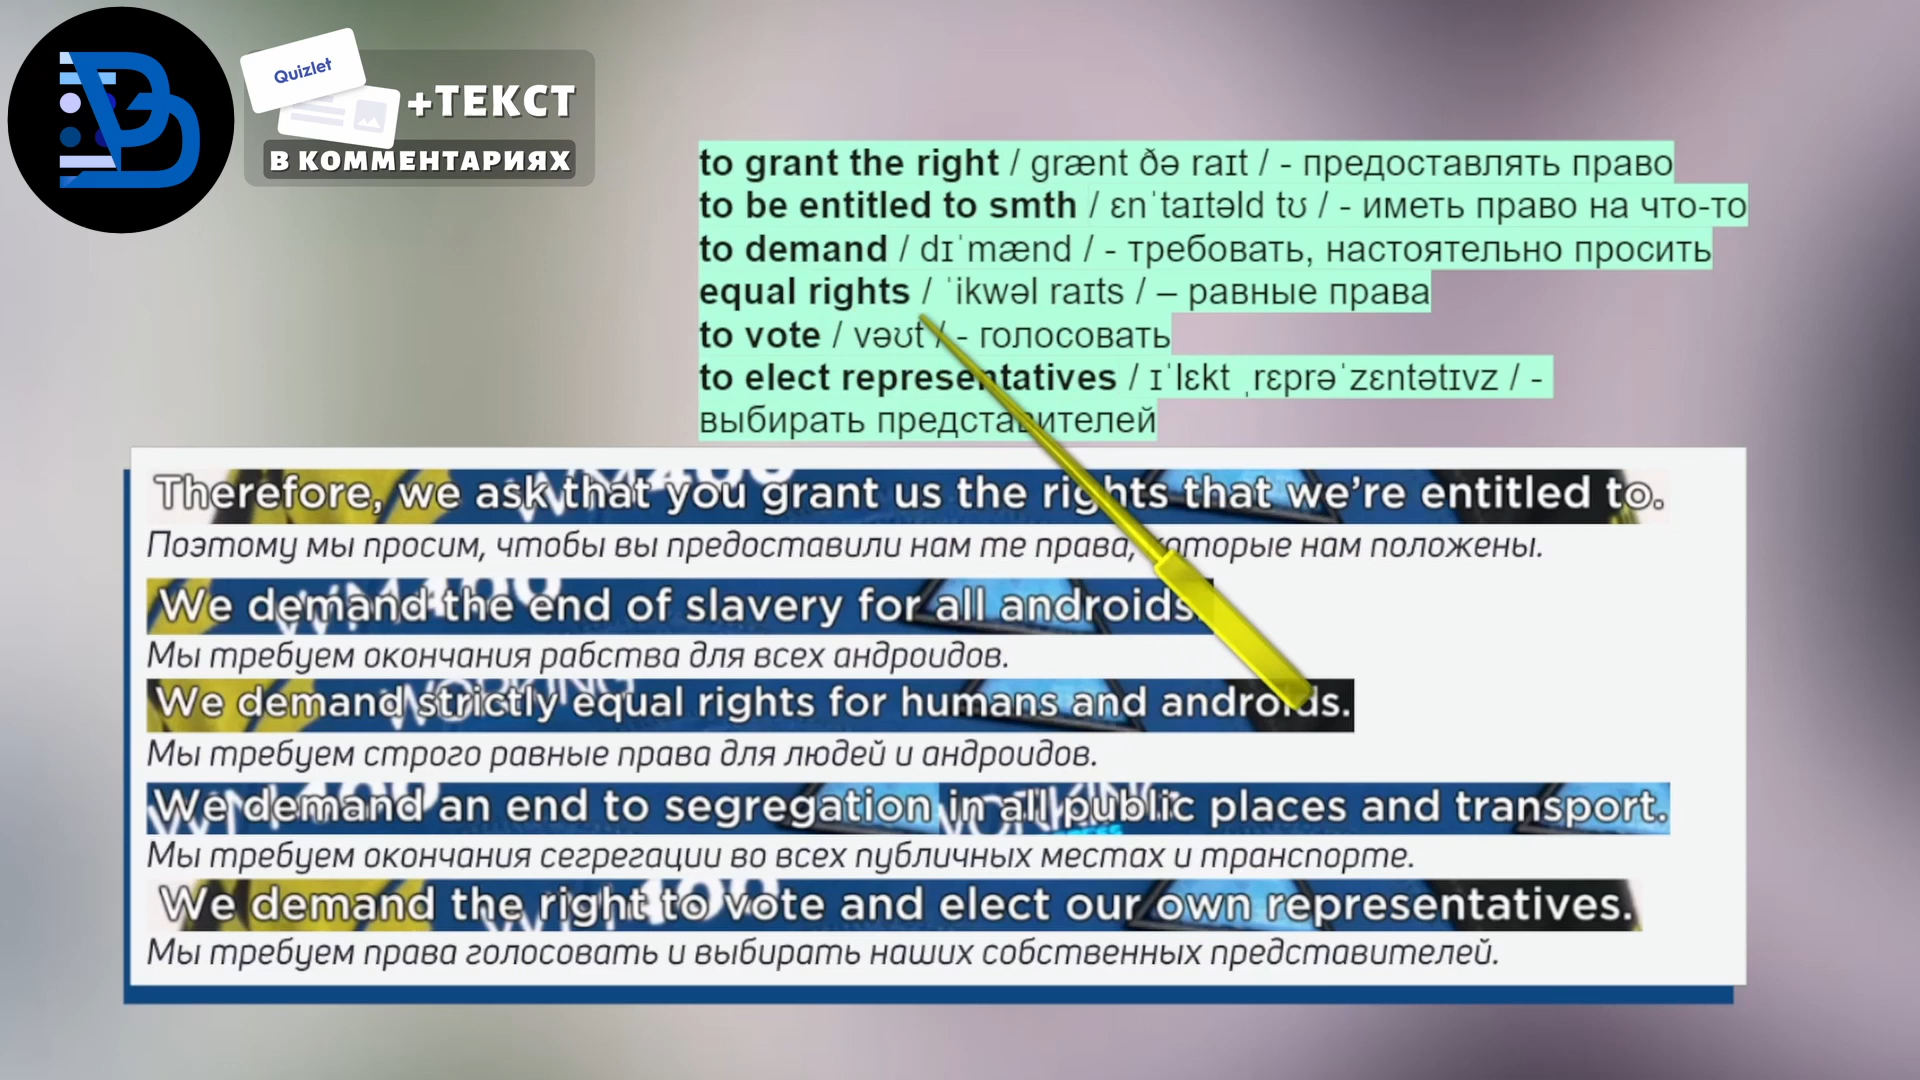 Quizlet
+ТЕКСТ
В КОММЕНТАРИЯХ
to grant the right / grænt ðə raɪt / - предоставлять право
to be entitled to smth / ɛnˈtaɪtəld tʊ / - иметь право на что-то
to demand / dɪˈmænd / - требовать, настоятельно просить
equal rights / ˈikwəl raɪts / – равные права
to vote / vəʊt / - голосовать
to elect representatives / ɪˈlɛkt ˌrɛprəˈzɛntətɪvz / -
выбирать представителей
Therefore, we ask that you grant us the rights that we're entitled to.
Поэтому мы просим, чтобы вы предоставили нам те права, которые нам положены.
We demand the end of slavery for all androids.
Мы требуем окончания рабства для всех андроидов.
We demand strictly equal rights for humans and androids.
Мы требуем строго равные права для людей и андроидов.
We demand an end to segregation in all public places and transport.
Мы требуем окончания сегрегации во всех публичных местах и транспорте.
We demand the right to vote and elect our own representatives.
Мы требуем права голосовать и выбирать наших собственных представителей.